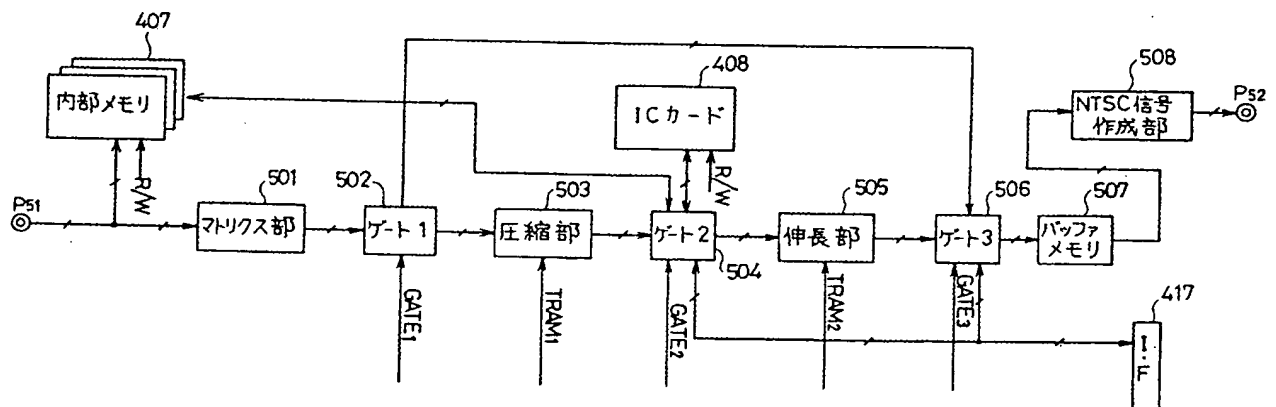 407
内部メモリ
R/W
P51
501
マトリクス部
502
ゲート1
GATE1
503
圧縮部
TRAM1
408
ICカード
R/W
ゲート2
504
GATE2
505
伸長部
TRAM2
506
ゲート3
GATE3
507
バッファ
メモリ
508
NTSC信号
作成部
P52
417
I・F